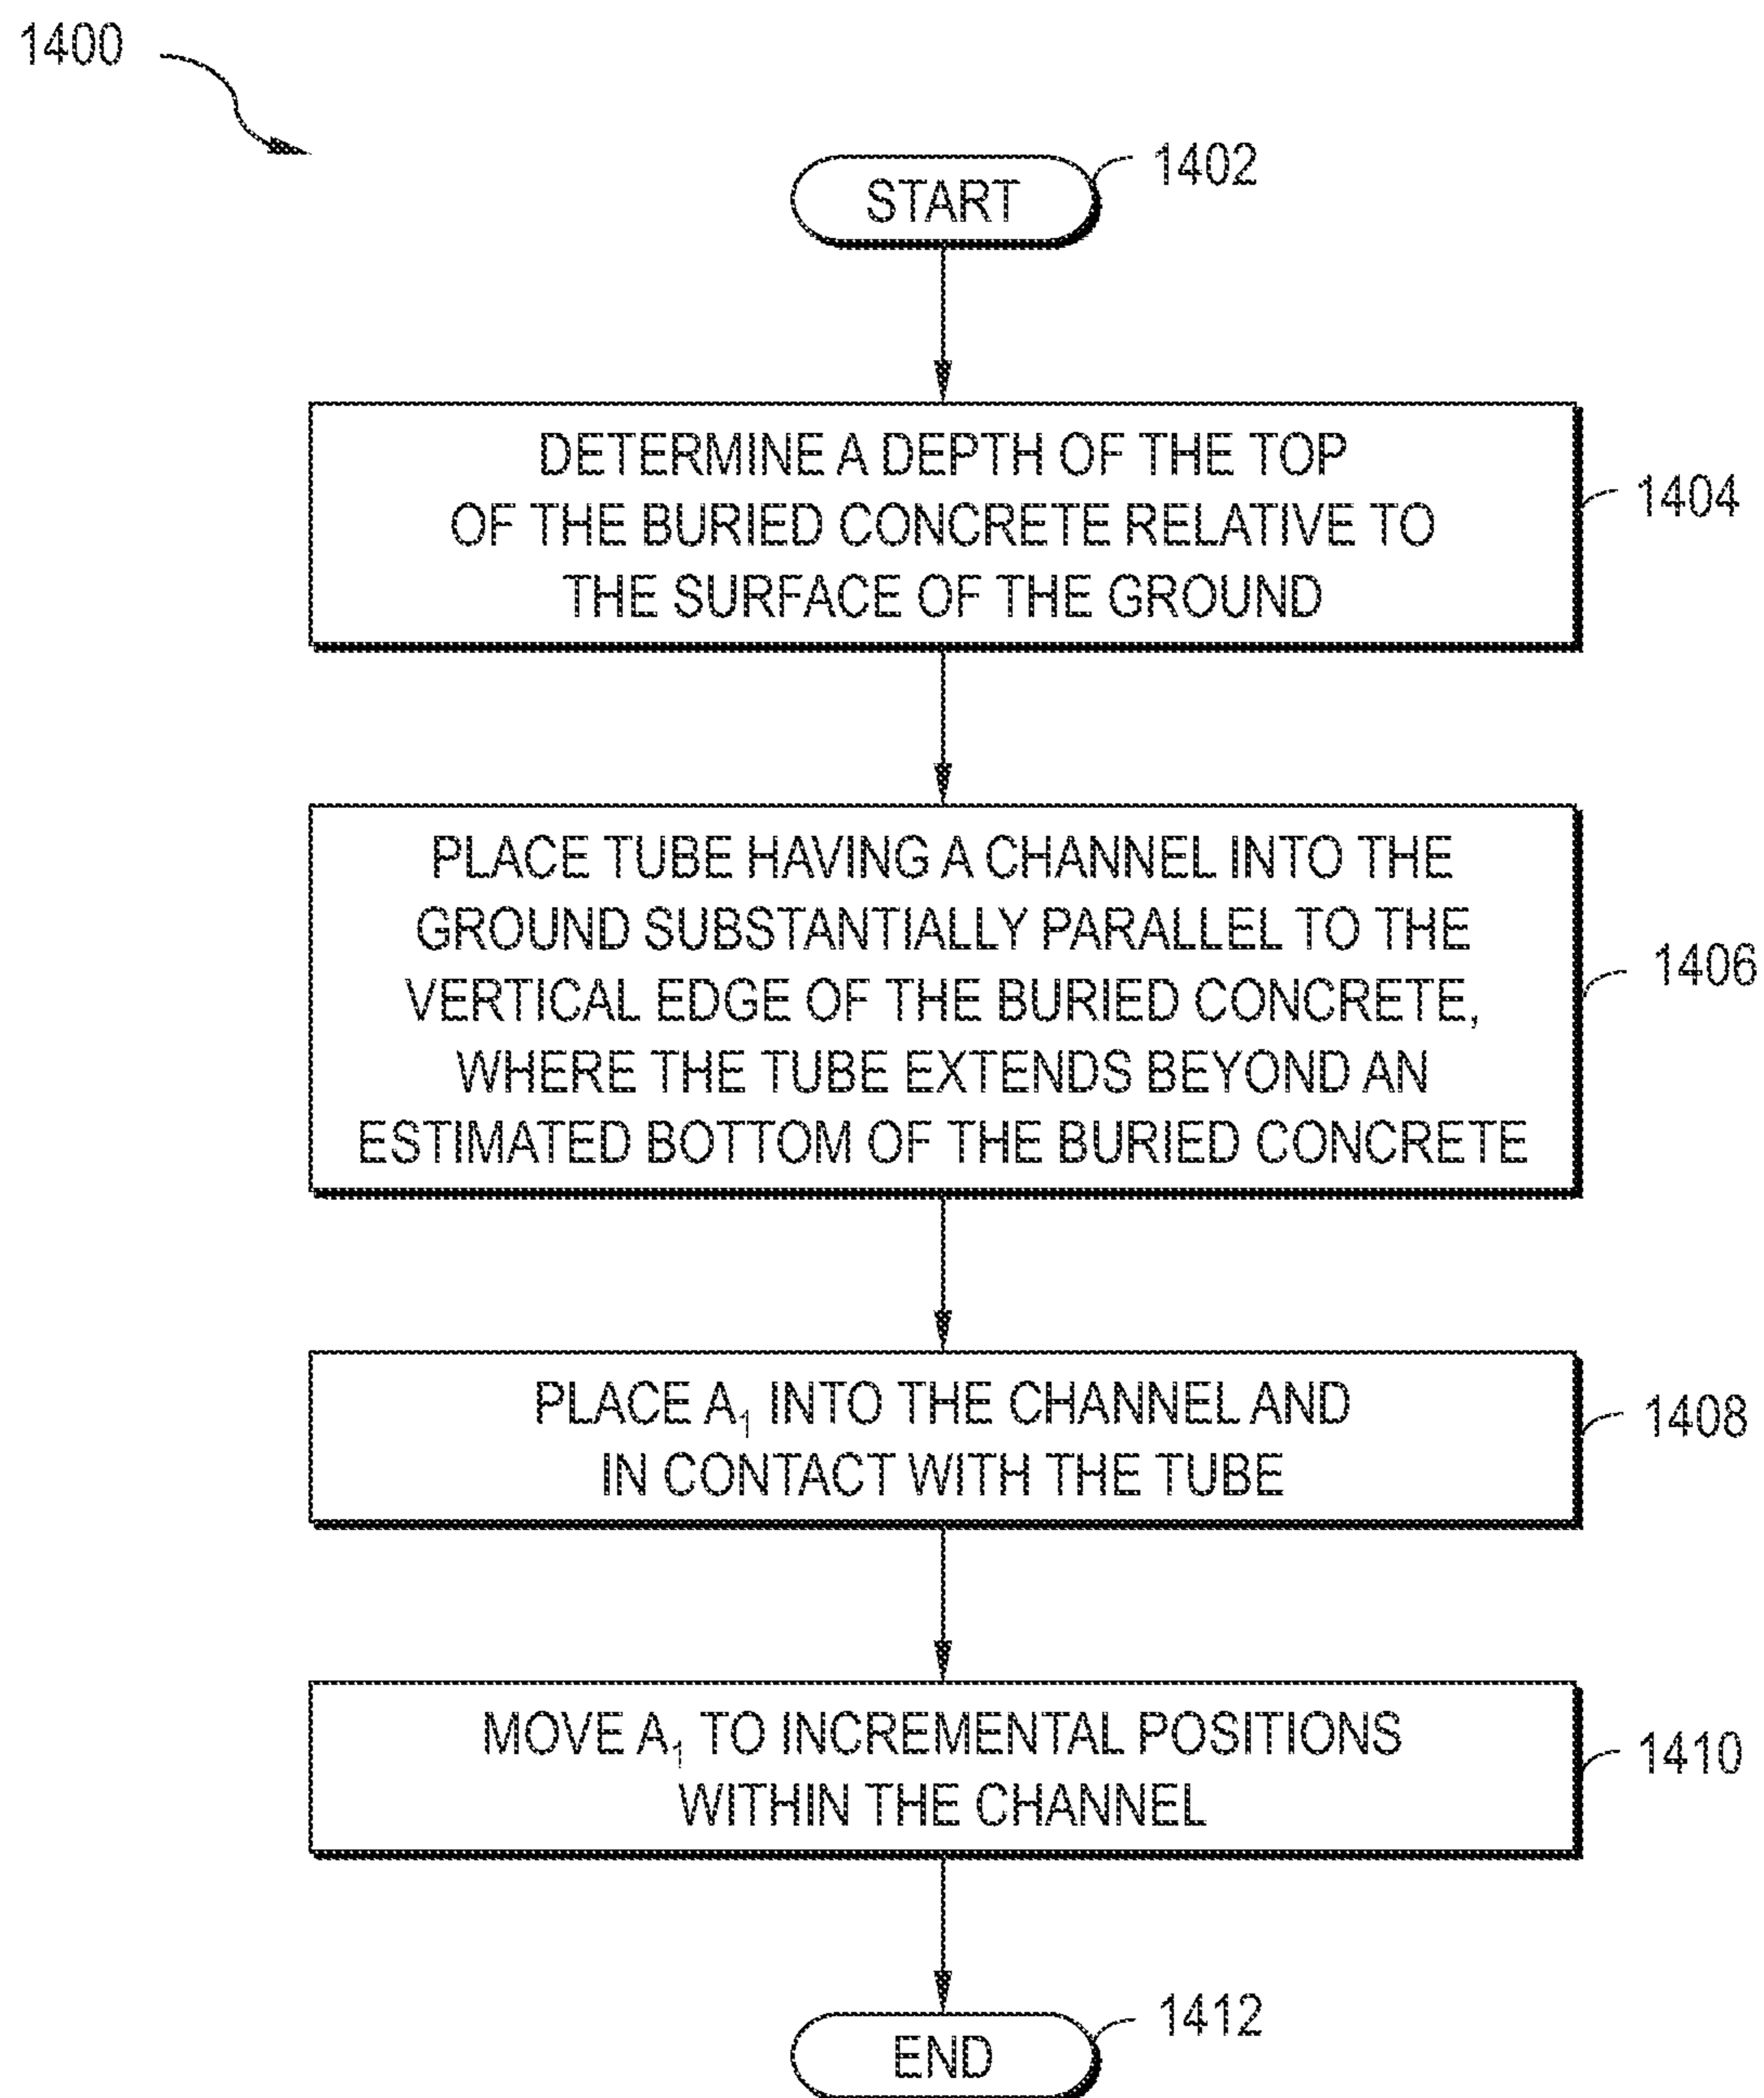 1400
START
1402
DETERMINE A DEPTH OF THE TOP
OF THE BURIED CONCRETE RELATIVE TO
THE SURFACE OF THE GROUND
1404
PLACE TUBE HAVING A CHANNEL INTO THE
GROUND SUBSTANTIALLY PARALLEL TO THE
VERTICAL EDGE OF THE BURIED CONCRETE,
WHERE THE TUBE EXTENDS BEYOND AN
ESTIMATED BOTTOM OF THE BURIED CONCRETE
1406
PLACE A₁ INTO THE CHANNEL AND
IN CONTACT WITH THE TUBE
1408
MOVE A₁ TO INCREMENTAL POSITIONS
WITHIN THE CHANNEL
1410
END
1412